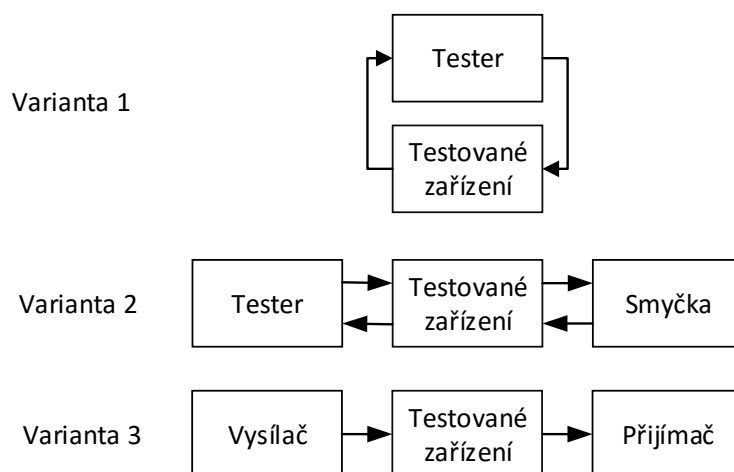 Tester
Varianta 1
Testované
zařízení
Varianta 2
Tester
Testované
zařízení
Smyčka
Varianta 3
Vysílač
Testované
zařízení
Přijímač